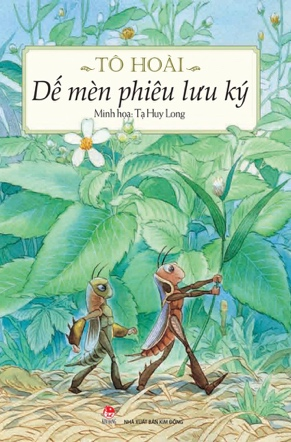 TÔ HOÀI
Dế mèn phiêu lưu ký
Minh họa: Tạ Huy Long
NHÀ XUẤT BẢN KIM ĐỒNG